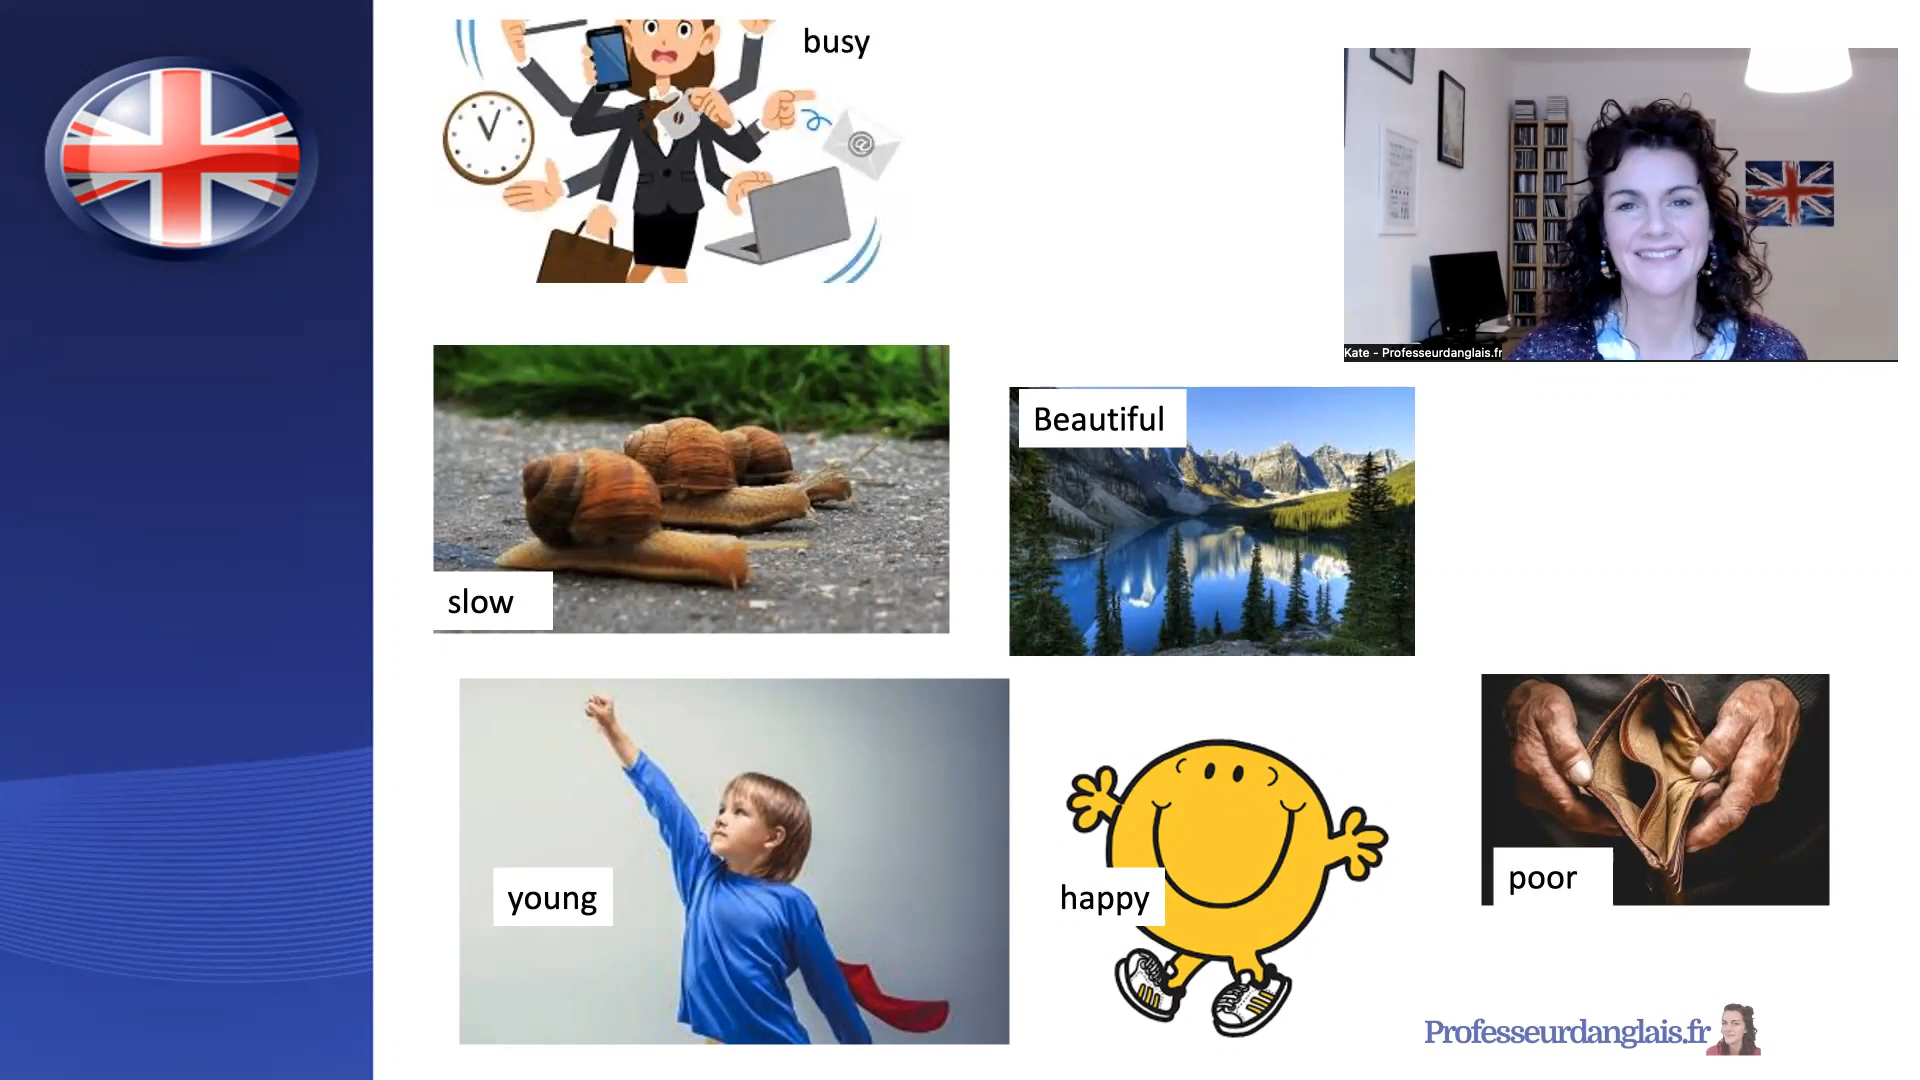 busy
Kate - Professeurdanglais.fr
Beautiful
slow
young
happy
poor
Professeurdanglais.fr
@